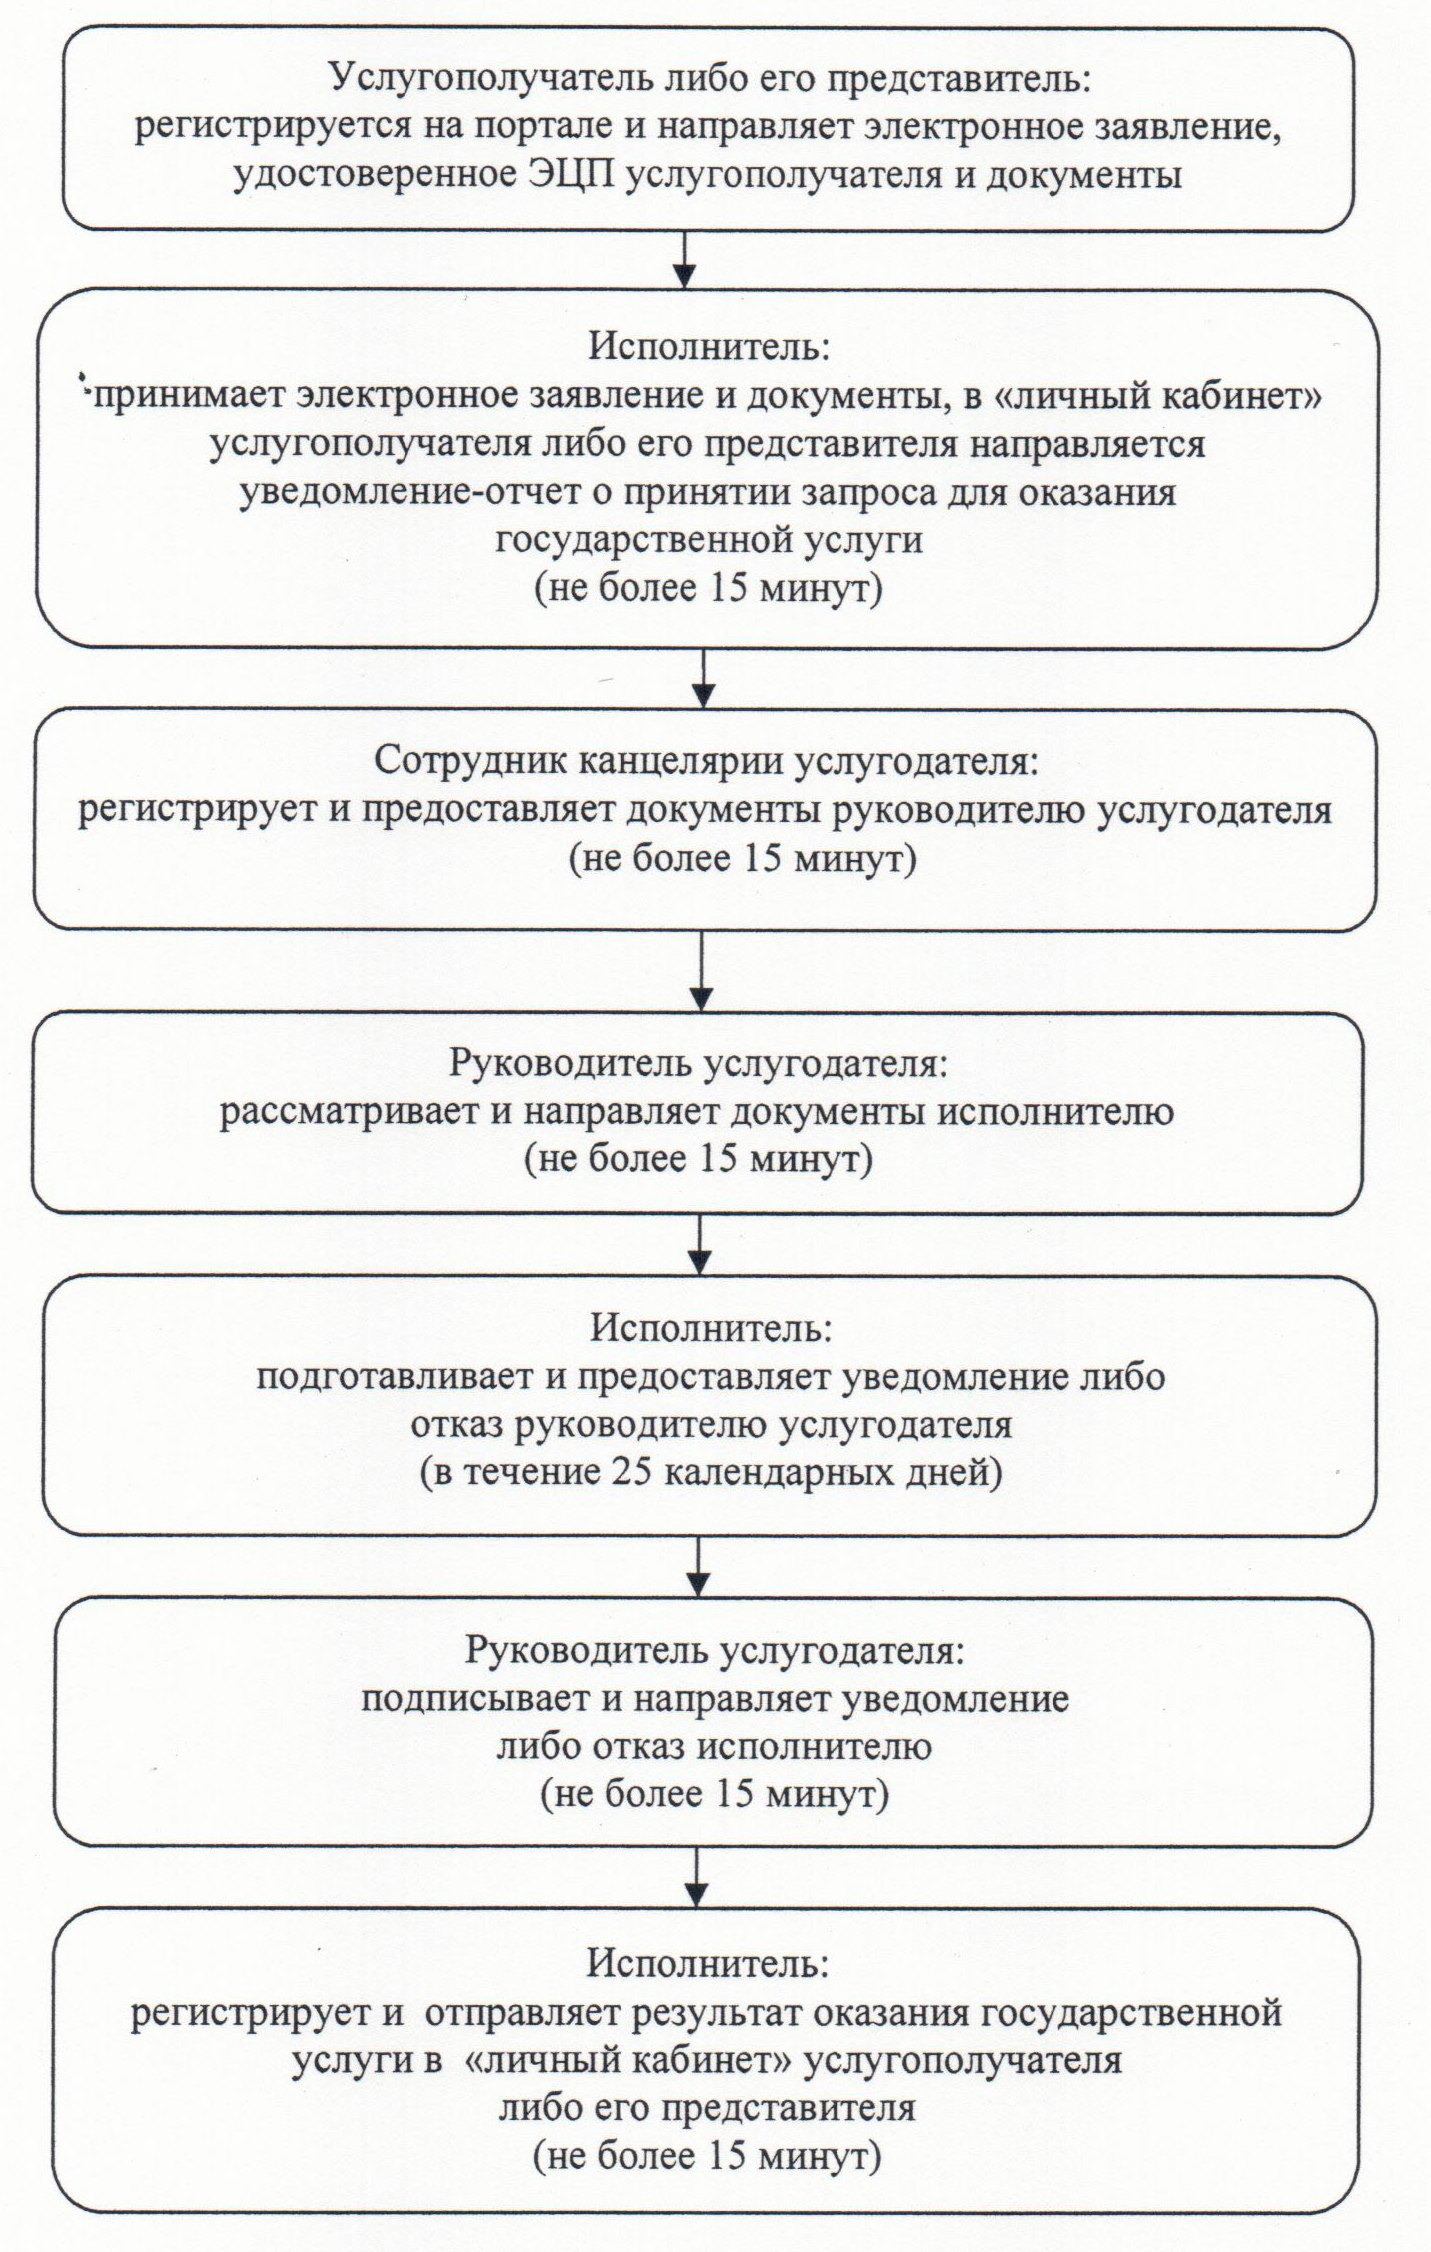 Услугополучатель либо его представитель:
регистрируется на портале и направляет электронное заявление,
удостоверенное ЭЦП услугополучателя и документы
Исполнитель:
-принимает электронное заявление и документы, в «личный кабинет»
услугополучателя либо его представителя направляется
уведомление-отчет о принятии запроса для оказания
государственной услуги
(не более 15 минут)
Сотрудник канцелярии услугодателя:
регистрирует и предоставляет документы руководителю услугодателя
(не более 15 минут)
Руководитель услугодателя:
рассматривает и направляет документы исполнителю
(не более 15 минут)
Исполнитель:
подготавливает и предоставляет уведомление либо
отказ руководителю услугодателя
(в течение 25 календарных дней)
Руководитель услугодателя:
подписывает и направляет уведомление
либо отказ исполнителю
(не более 15 минут)
Исполнитель:
регистрирует и отправляет результат оказания государственной
услуги в «личный кабинет» услугополучателя
либо его представителя
(не более 15 минут)